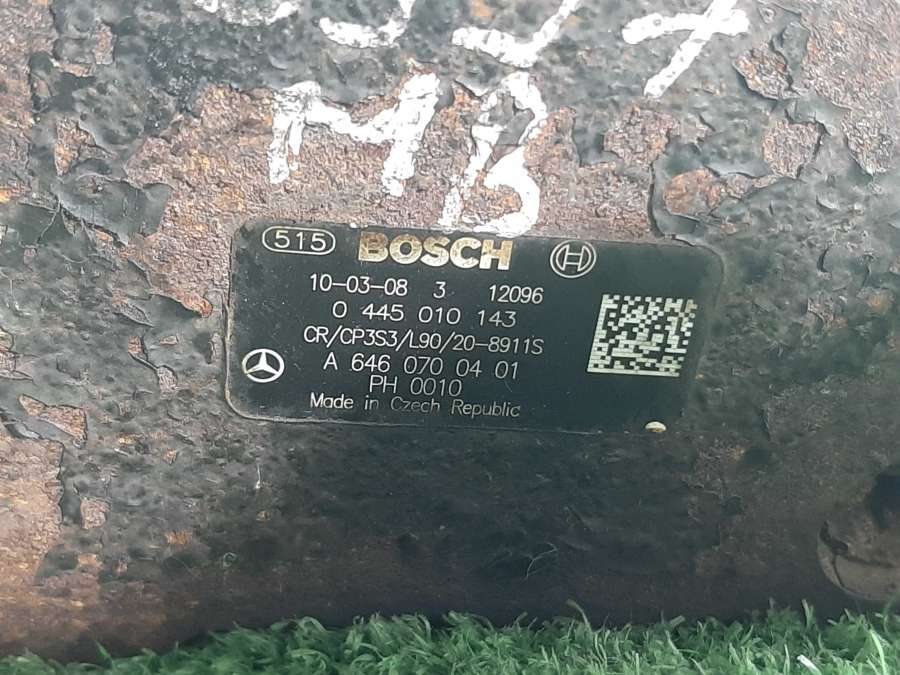 MB
515 BOSCH
10-03-08 3 12096
0 445 010 143
CR/CP3S3/L90/20-8911S
A 646 070 04 01
PH 0010
Made in Czech Republic